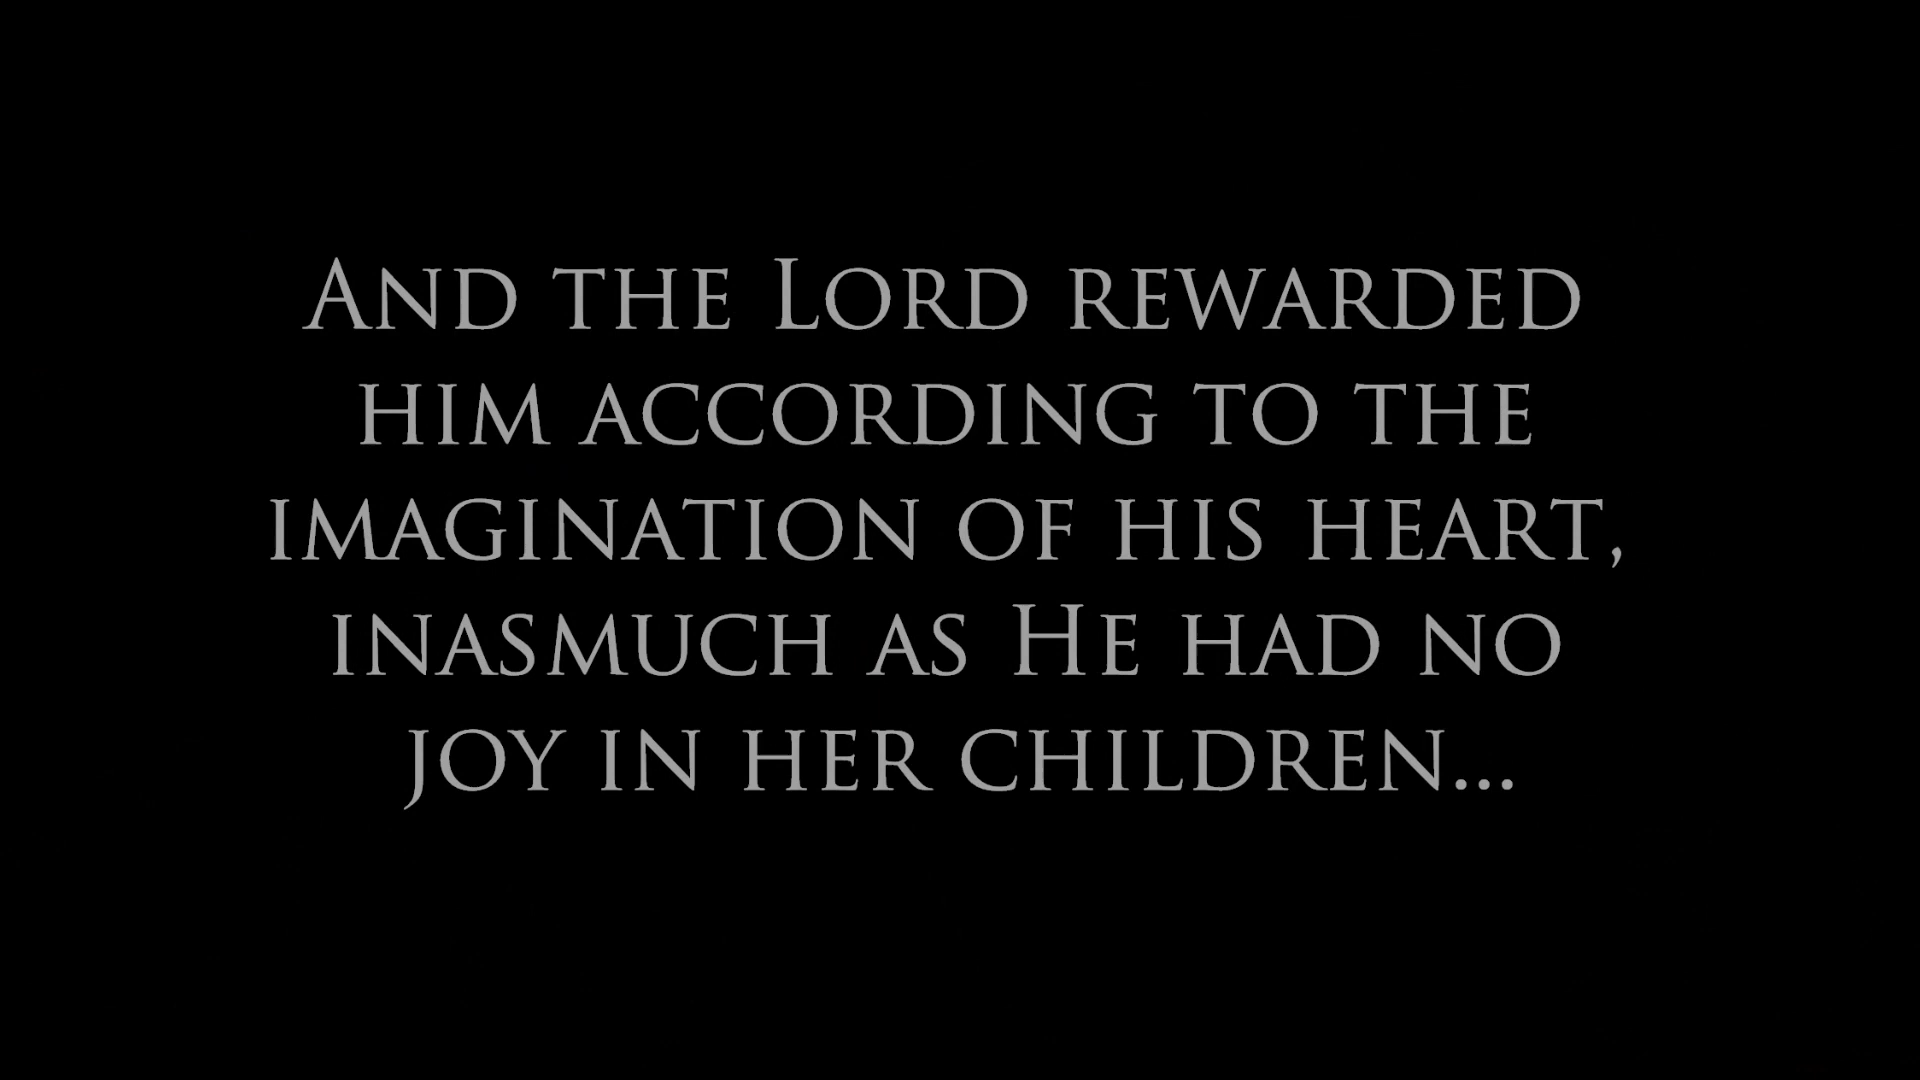 And the Lord rewarded
him according to the
imagination of his heart,
inasmuch as He had no
joy in her children...